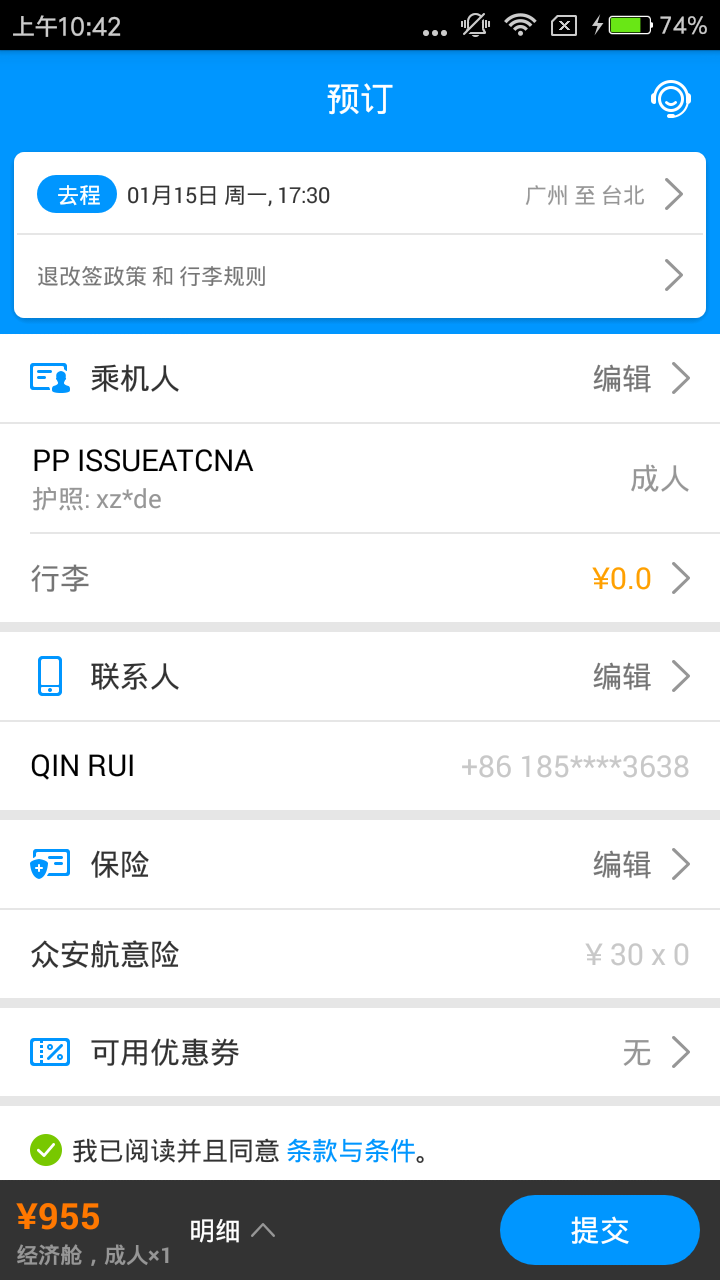 上午10:42 ... 74%
预订
去程 01月15日 周一, 17:30 广州 至 台北
退改签政策 和 行李规则
乘机人 编辑
PP ISSUEATCNA
成人
护照: xz*de
行李 ¥0.0
联系人 编辑
QIN RUI +86 185****3638
保险 编辑
众安航意险 ¥ 30 x 0
可用优惠券 无
我已阅读并且同意 条款与条件。
¥955
明细 提交
经济舱，成人×1